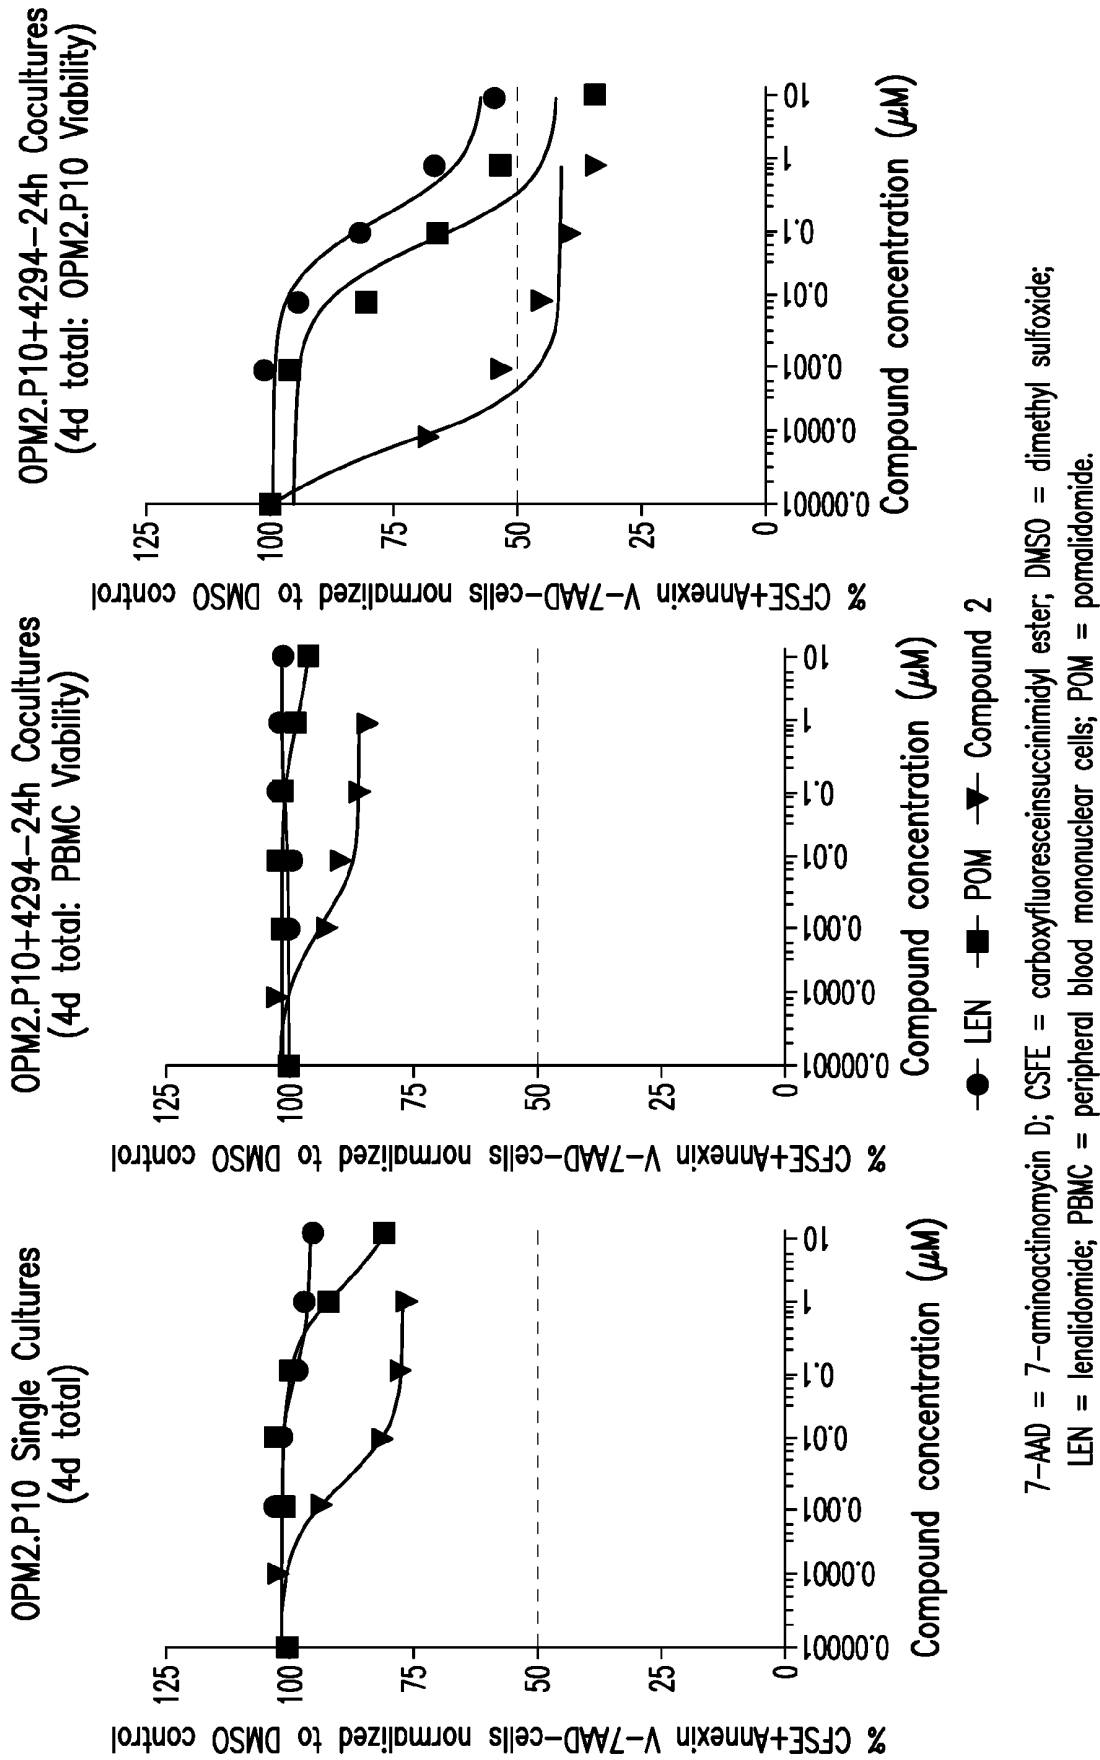 OPM2.P10 Single Cultures
(4d total)
% CFSE+Annexin V-7AAD-cells normalized to DMSO control
125
100
75
50
25
0
0.00001
0.0001
0.001
0.01
0.1
1
10
Compound concentration (µM)
OPM2.P10+4294-24h Cocultures
(4d total: PBMC Viability)
% CFSE+Annexin V-7AAD-cells normalized to DMSO control
125
100
75
50
25
0
0.00001
0.0001
0.001
0.01
0.1
1
10
Compound concentration (µM)
OPM2.P10+4294-24h Cocultures
(4d total: OPM2.P10 Viability)
% CFSE+Annexin V-7AAD-cells normalized to DMSO control
125
100
75
50
25
0
0.00001
0.0001
0.001
0.01
0.1
1
10
Compound concentration (µM)
LEN POM Compound 2
7-AAD = 7-aminoactinomycin D; CSFE = carboxyfluoresceinsuccinimidyl ester; DMSO = dimethyl sulfoxide;
LEN = lenalidomide; PBMC = peripheral blood mononuclear cells; POM = pomalidomide.